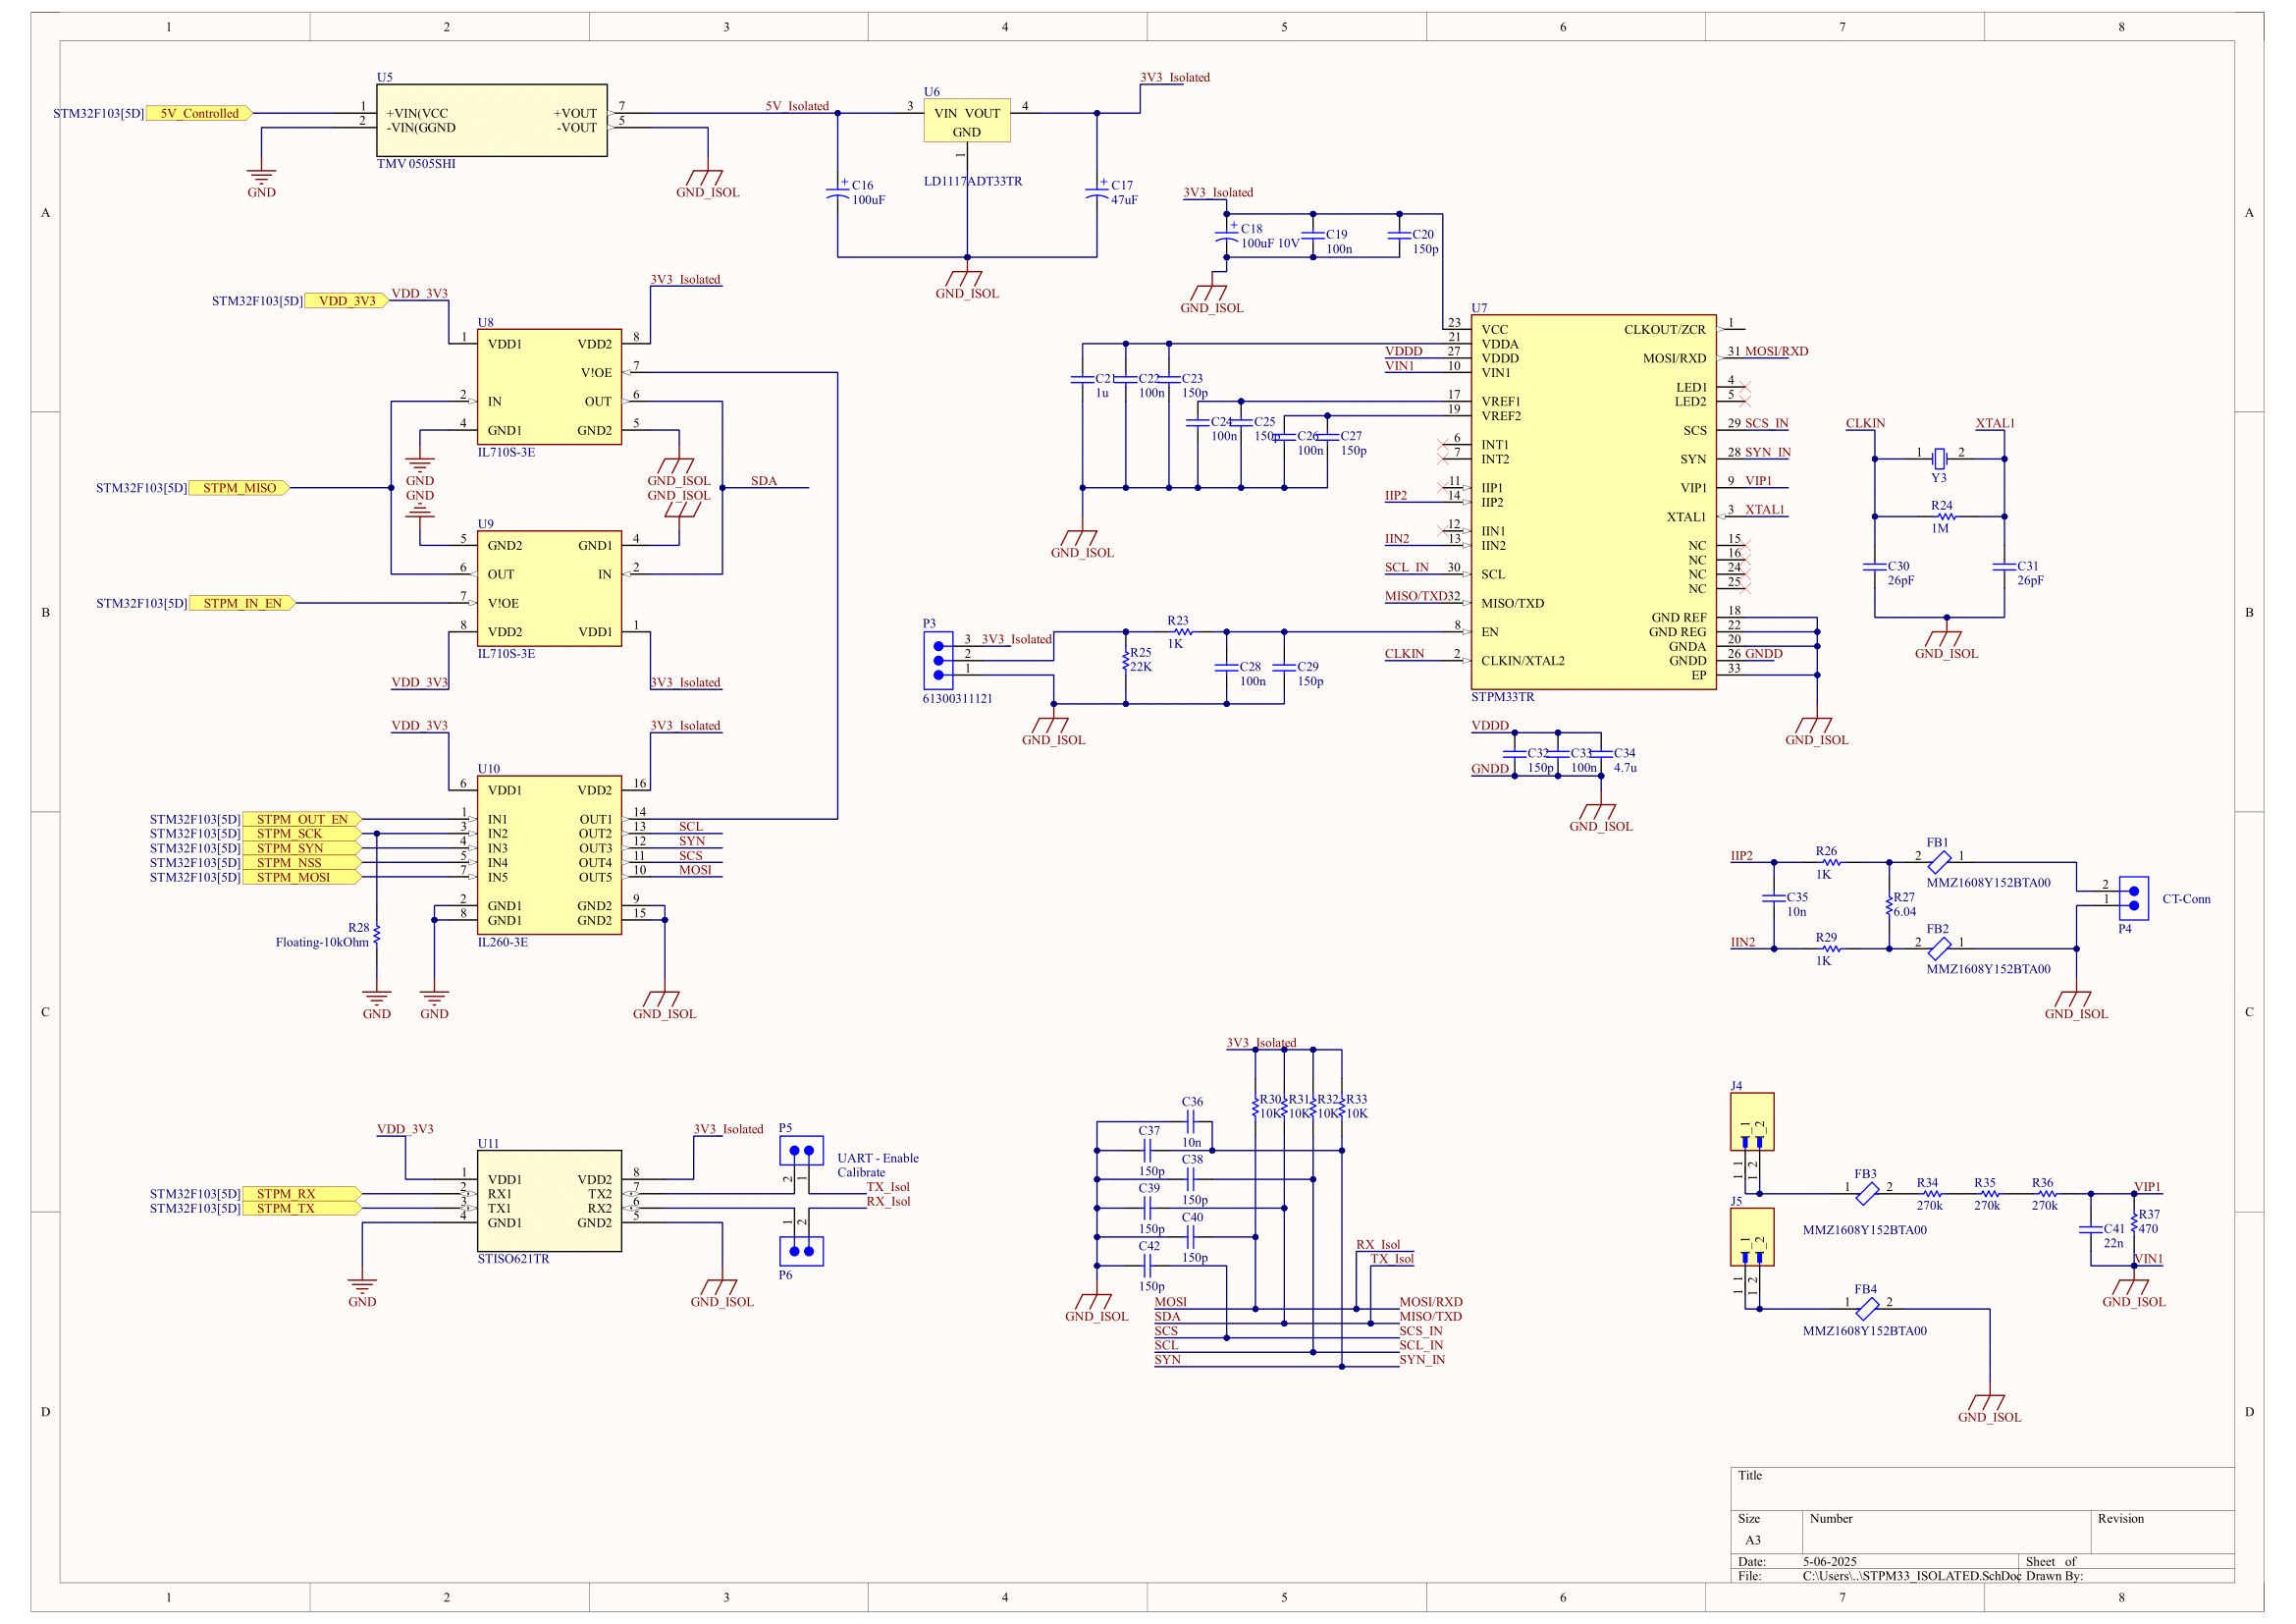 1 2 3 4 5 6 7 8
A
B
C
D
A
B
C
D
U5
STM32F103[5D] 5V_Controlled
1 +VIN(VCC
2 -VIN(GGND
+VOUT 7
-VOUT 5
TMV 0505SHI
GND
GND_ISOL
5V_Isolated
U6
3 VIN VOUT 4
GND
1
LD1117ADT33TR
3V3_Isolated
C16
100uF
C17
47uF
GND_ISOL
3V3_Isolated
C18
100uF 10V
C19
100n
C20
150p
GND_ISOL
STM32F103[5D] VDD_3V3 VDD_3V3
3V3_Isolated
U8
1 VDD1 VDD2 8
V!OE 7
2 IN OUT 6
4 GND1 GND2 5
IL710S-3E
GND
GND_ISOL
STM32F103[5D] STPM_MISO
SDA
GND
GND_ISOL
U9
5 GND2 GND1 4
6 OUT IN 2
STM32F103[5D] STPM_IN_EN
7 V!OE
8 VDD2 VDD1 1
IL710S-3E
VDD_3V3
3V3_Isolated
VDD_3V3
3V3_Isolated
U10
6 VDD1 VDD2 16
STM32F103[5D] STPM_OUT_EN 1 IN1 OUT1 14
STM32F103[5D] STPM_SCK 3 IN2 OUT2 13 SCL
STM32F103[5D] STPM_SYN 4 IN3 OUT3 12 SYN
STM32F103[5D] STPM_NSS 5 IN4 OUT4 11 SCS
STM32F103[5D] STPM_MOSI 7 IN5 OUT5 10 MOSI
2 GND1 GND2 9
8 GND1 GND2 15
IL260-3E
R28
Floating-10kOhm
GND
GND
GND_ISOL
VDD_3V3
3V3_Isolated
U11
1 VDD1 VDD2 8
STM32F103[5D] STPM_RX 2 RX1 TX2 7
STM32F103[5D] STPM_TX 3 TX1 RX2 6
4 GND1 GND2 5
STISO621TR
GND
GND_ISOL
P5
2 1
UART - Enable
Calibrate
TX_Isol
RX_Isol
1 2
P6
U7
23 VCC
21 VDDA
VDDD 27 VDDD
VIN1 10 VIN1
17 VREF1
19 VREF2
6 INT1
7 INT2
11 IIP1
IIP2 14 IIP2
12 IIN1
IIN2 13 IIN2
SCL_IN 30 SCL
MISO/TXD 32 MISO/TXD
8 EN
CLKIN 2 CLKIN/XTAL2
CLKOUT/ZCR 1
MOSI/RXD 31 MOSI/RXD
LED1 4
LED2 5
SCS 29 SCS_IN
SYN 28 SYN_IN
VIP1 9 VIP1
XTAL1 3 XTAL1
NC 15
NC 16
NC 24
NC 25
GND REF 18
GND REG 22
GNDA 20
GNDD 26 GNDD
EP 33
STPM33TR
GND_ISOL
C21
1u
C22
100n
C23
150p
C24
100n
C25
150p
C26
100n
C27
150p
GND_ISOL
P3
3 3V3_Isolated
2
1
61300311121
R23
1K
R25
22K
C28
100n
C29
150p
GND_ISOL
VDDD
GNDD
C32
150p
C33
100n
C34
4.7u
GND_ISOL
CLKIN
XTAL1
1 2
Y3
R24
1M
C30
26pF
C31
26pF
GND_ISOL
IIP2
R26
1K
2 FB1 1
MMZ1608Y152BTA00
C35
10n
R27
6.04
2
1
CT-Conn
P4
IIN2
R29
1K
2 FB2 1
MMZ1608Y152BTA00
GND_ISOL
3V3_Isolated
R30
10K
R31
10K
R32
10K
R33
10K
C36
10n
C37
150p
C38
150p
C39
150p
C40
150p
C42
150p
GND_ISOL
RX_Isol
TX_Isol
MOSI MOSI/RXD
SDA MISO/TXD
SCS SCS_IN
SCL SCL_IN
SYN SYN_IN
J4
1_1
1_2
1 FB3 2
MMZ1608Y152BTA00
R34
270k
R35
270k
R36
270k
VIP1
C41
22n
R37
470
VIN1
GND_ISOL
J5
1_1
1_2
1 FB4 2
MMZ1608Y152BTA00
GND_ISOL
Title
Size
A3
Number
Revision
Date: 5-06-2025 Sheet of
File: C:\Users\..\STPM33_ISOLATED.SchDoc Drawn By:
1 2 3 4 5 6 7 8